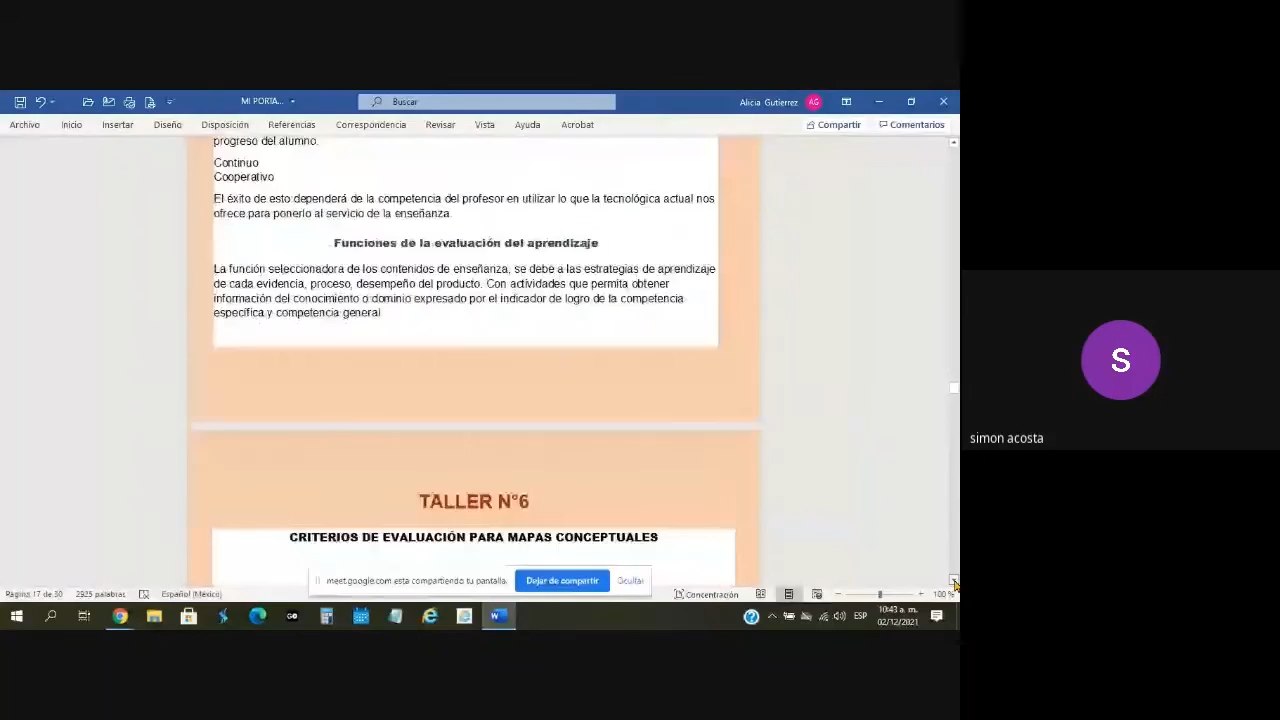 MI PORTA...
Buscar
Alicia Gutierrez
AG
Archivo
Inicio
Insertar
Diseño
Disposición
Referencias
Correspondencia
Revisar
Vista
Ayuda
Acrobat
Compartir
Comentarios
progreso del alumno.
Continuo
Cooperativo
El éxito de esto dependerá de la competencia del profesor en utilizar lo que la tecnológica actual nos
ofrece para ponerlo al servicio de la enseñanza.
Funciones de la evaluación del aprendizaje
La función seleccionadora de los contenidos de enseñanza, se debe a las estrategias de aprendizaje
de cada evidencia, proceso, desempeño del producto. Con actividades que permita obtener
información del conocimiento o dominio expresado por el indicador de logro de la competencia
específica y competencia general
TALLER N°6
CRITERIOS DE EVALUACIÓN PARA MAPAS CONCEPTUALES
meet.google.com esta compartiendo tu pantalla.
Dejar de compartir
Ocultar
Página 17 de 30
2925 palabras
Español (México)
Concentración
100 %
ESP
10:43 a. m.
02/12/2021
S
simon acosta